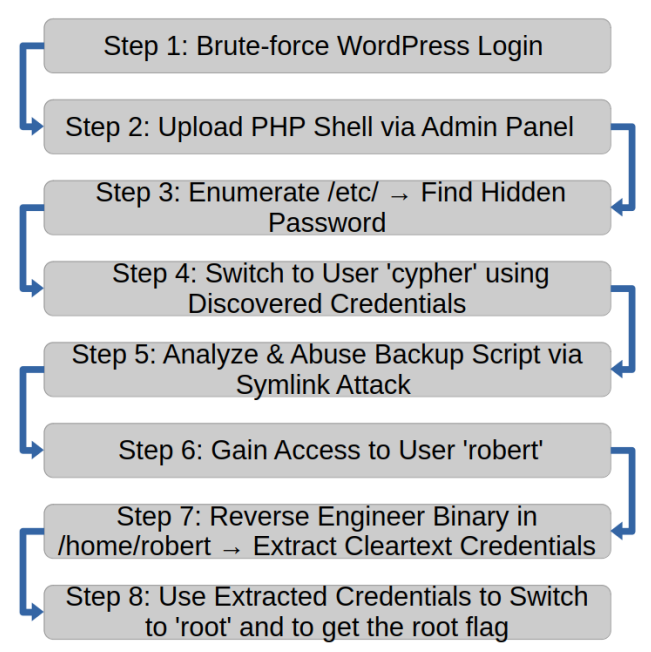 Step 1: Brute-force WordPress Login
Step 2: Upload PHP Shell via Admin Panel
Step 3: Enumerate /etc/ → Find Hidden
Password
Step 4: Switch to User 'cypher' using
Discovered Credentials
Step 5: Analyze & Abuse Backup Script via
Symlink Attack
Step 6: Gain Access to User 'robert'
Step 7: Reverse Engineer Binary in
/home/robert → Extract Cleartext Credentials
Step 8: Use Extracted Credentials to Switch
to 'root' and to get the root flag